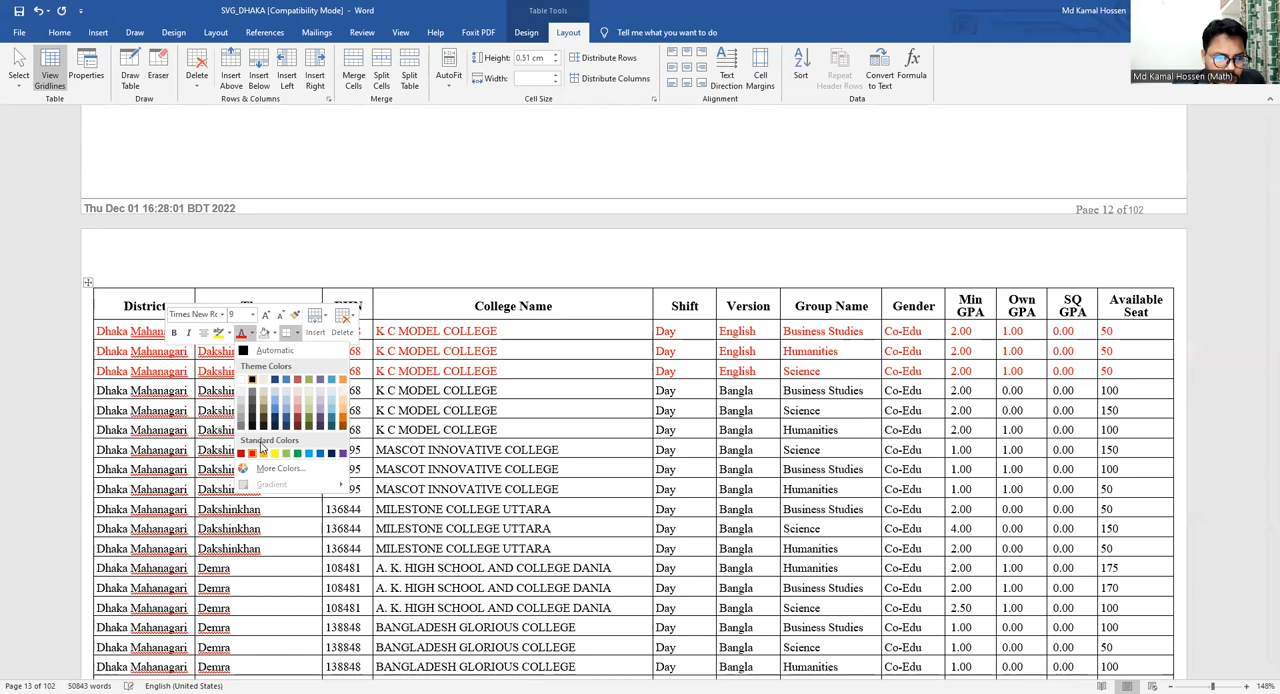 SVG_DHAKA [Compatibility Mode] - Word
Table Tools
Md Kamal Hossen
File Home Insert Draw Design Layout References Mailings Review View Help Foxit PDF Design Layout Tell me what you want to do
Select View Gridlines Properties Draw Table Eraser Delete Insert Above Insert Below Insert Left Insert Right Merge Cells Split Cells Split Table AutoFit Height: 0.51 cm Distribute Rows Text Direction Cell Margins Sort Repeat Header Rows Convert to Text Formula
Width: Distribute Columns
Table Draw Rows & Columns Merge Cell Size Alignment Data
Md Kamal Hossen (Math)
Thu Dec 01 16:28:01 BDT 2022 Page 12 of 102
District College Name Shift Version Group Name Gender Min GPA Own GPA SQ GPA Available Seat
Times New Ro 9
B I A Insert Delete
Automatic
Theme Colors
Standard Colors
More Colors...
Gradient
Dhaka K C MODEL COLLEGE Day English Business Studies Co-Edu 2.00 1.00 0.00 50
Dhaka Mahanagari 68 K C MODEL COLLEGE Day English Humanities Co-Edu 2.00 1.00 0.00 50
Dhaka Mahanagari 68 K C MODEL COLLEGE Day English Science Co-Edu 2.00 1.00 0.00 50
Dhaka Mahanagari 68 K C MODEL COLLEGE Day Bangla Business Studies Co-Edu 2.00 1.00 0.00 100
Dhaka Mahanagari 68 K C MODEL COLLEGE Day Bangla Science Co-Edu 2.00 1.00 0.00 150
Dhaka Mahanagari 68 K C MODEL COLLEGE Day Bangla Humanities Co-Edu 2.00 1.00 0.00 100
Dhaka Mahanagari 95 MASCOT INNOVATIVE COLLEGE Day Bangla Science Co-Edu 1.00 1.00 0.00 150
Dhaka Mahanagari 95 MASCOT INNOVATIVE COLLEGE Day Bangla Business Studies Co-Edu 1.00 1.00 0.00 100
Dhaka Mahanagari 95 MASCOT INNOVATIVE COLLEGE Day Bangla Humanities Co-Edu 1.00 1.00 0.00 50
Dhaka Mahanagari Dakshinkhan 136844 MILESTONE COLLEGE UTTARA Day Bangla Business Studies Co-Edu 2.00 0.00 0.00 50
Dhaka Mahanagari Dakshinkhan 136844 MILESTONE COLLEGE UTTARA Day Bangla Science Co-Edu 4.00 0.00 0.00 150
Dhaka Mahanagari Dakshinkhan 136844 MILESTONE COLLEGE UTTARA Day Bangla Humanities Co-Edu 2.00 0.00 0.00 50
Dhaka Mahanagari Demra 108481 A. K. HIGH SCHOOL AND COLLEGE DANIA Day Bangla Humanities Co-Edu 2.00 1.00 0.00 175
Dhaka Mahanagari Demra 108481 A. K. HIGH SCHOOL AND COLLEGE DANIA Day Bangla Business Studies Co-Edu 2.00 1.00 0.00 170
Dhaka Mahanagari Demra 108481 A. K. HIGH SCHOOL AND COLLEGE DANIA Day Bangla Science Co-Edu 2.50 1.00 0.00 100
Dhaka Mahanagari Demra 138848 BANGLADESH GLORIOUS COLLEGE Day Bangla Business Studies Co-Edu 1.00 0.00 0.00 100
Dhaka Mahanagari Demra 138848 BANGLADESH GLORIOUS COLLEGE Day Bangla Science Co-Edu 1.00 0.00 0.00 50
Dhaka Mahanagari Demra 138848 BANGLADESH GLORIOUS COLLEGE Day Bangla Humanities Co-Edu 1.00 0.00 0.00 100
Page 13 of 102 50843 words English (United States) 148%